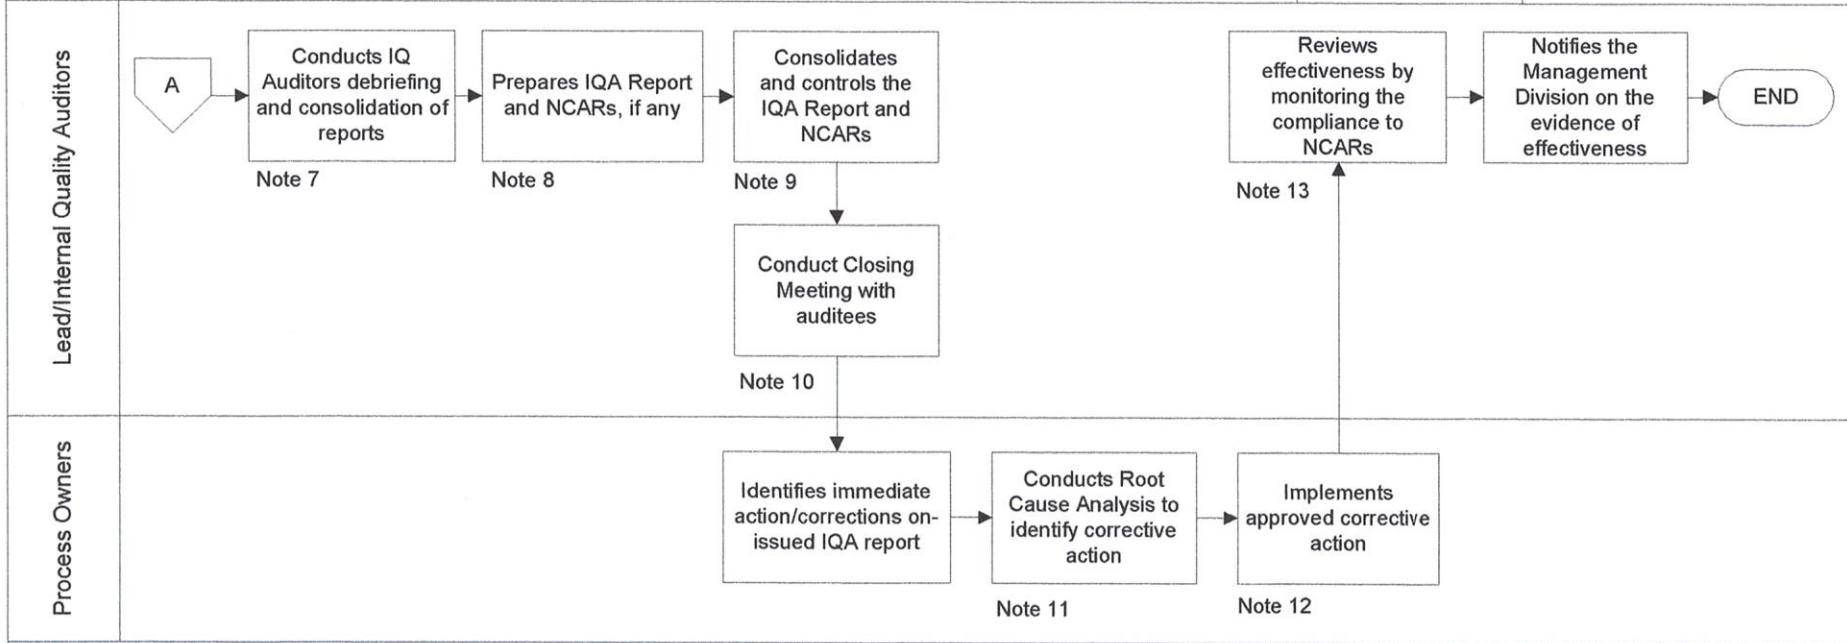 Lead/Internal Quality Auditors
A
Conducts IQ
Auditors debriefing
and consolidation of
reports
Note 7
Prepares IQA Report
and NCARs, if any
Note 8
Consolidates
and controls the
IQA Report and
NCARs
Note 9
Conduct Closing
Meeting with
auditees
Note 10
Reviews
effectiveness by
monitoring the
compliance to
NCARs
Note 13
Notifies the
Management
Division on the
evidence of
effectiveness
END
Process Owners
Identifies immediate
action/corrections on-
issued IQA report
Conducts Root
Cause Analysis to
identify corrective
action
Note 11
Implements
approved corrective
action
Note 12